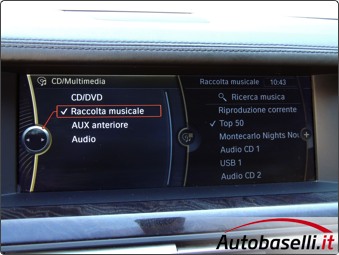 CD/Multimedia
Raccolta musicale 10:43
CD/DVD
Raccolta musicale
AUX anteriore
Audio
Ricerca musica
Riproduzione corrente
Top 50
Montecarlo Nights Nou
Audio CD 1
USB 1
Audio CD 2
Autobaselli.it